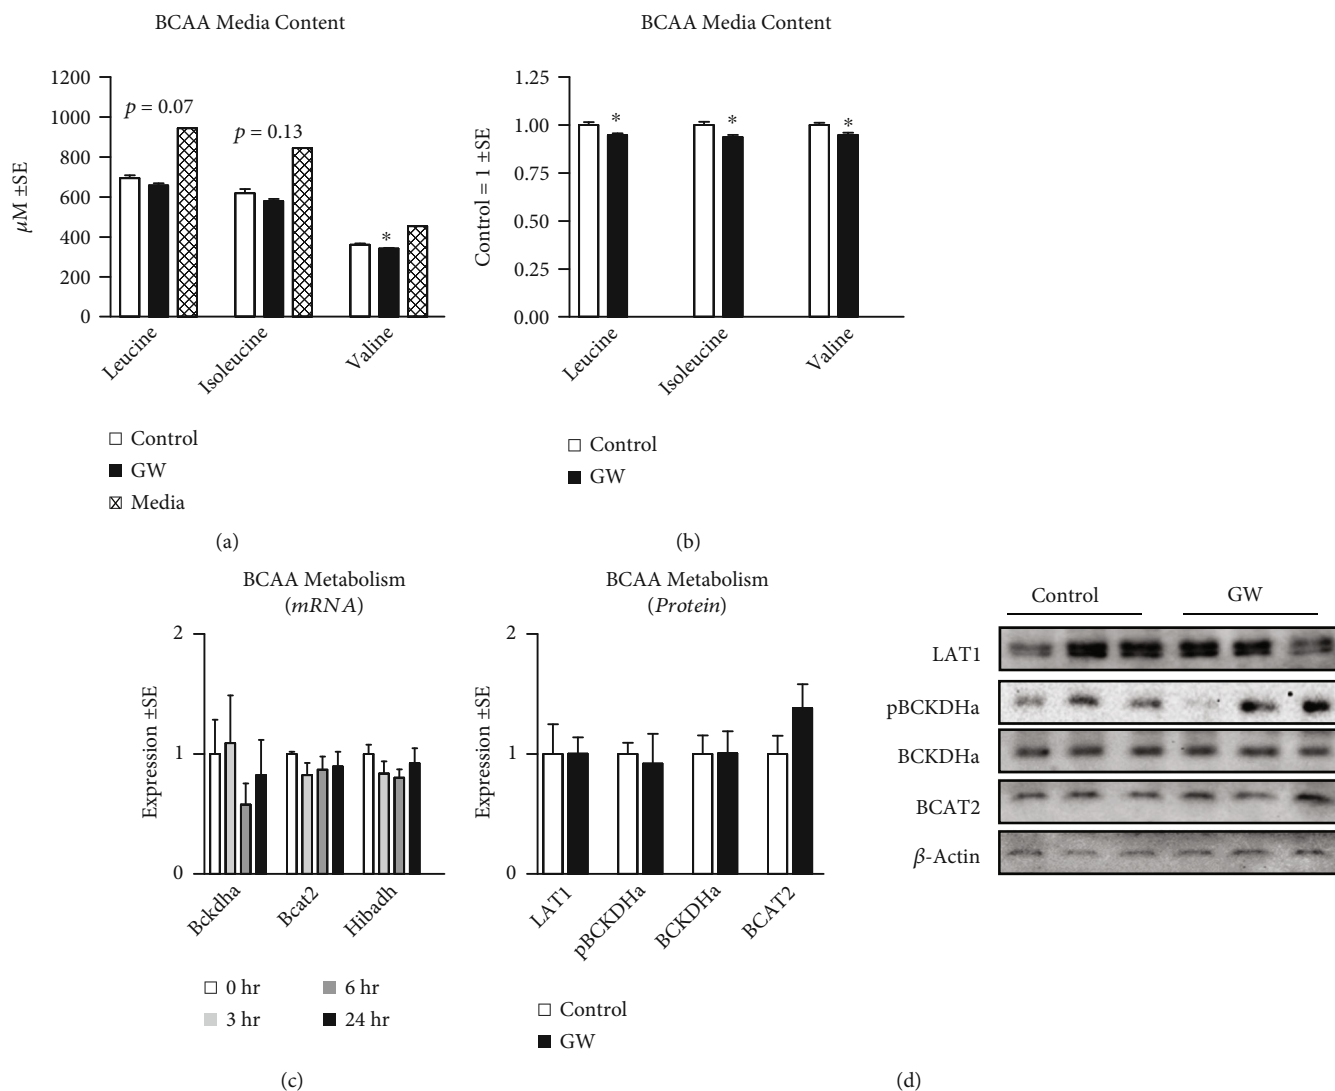 BCAA Media Content
1200
1000
800
600
400
200
0
µM ±SE
p = 0.07
p = 0.13
*
Leucine
Isoleucine
Valine
Control
GW
Media
(a)
BCAA Media Content
1.25
1.00
0.75
0.50
0.25
0.00
Control = 1 ±SE
*
*
*
Leucine
Isoleucine
Valine
Control
GW
(b)
BCAA Metabolism
(mRNA)
2
1
0
Expression ±SE
Bckdha
Bcat2
Hibadh
0 hr
6 hr
3 hr
24 hr
(c)
BCAA Metabolism
(Protein)
2
1
0
Expression ±SE
LAT1
pBCKDHa
BCKDHa
BCAT2
Control
GW
Control
GW
LAT1
pBCKDHa
BCKDHa
BCAT2
β-Actin
(d)